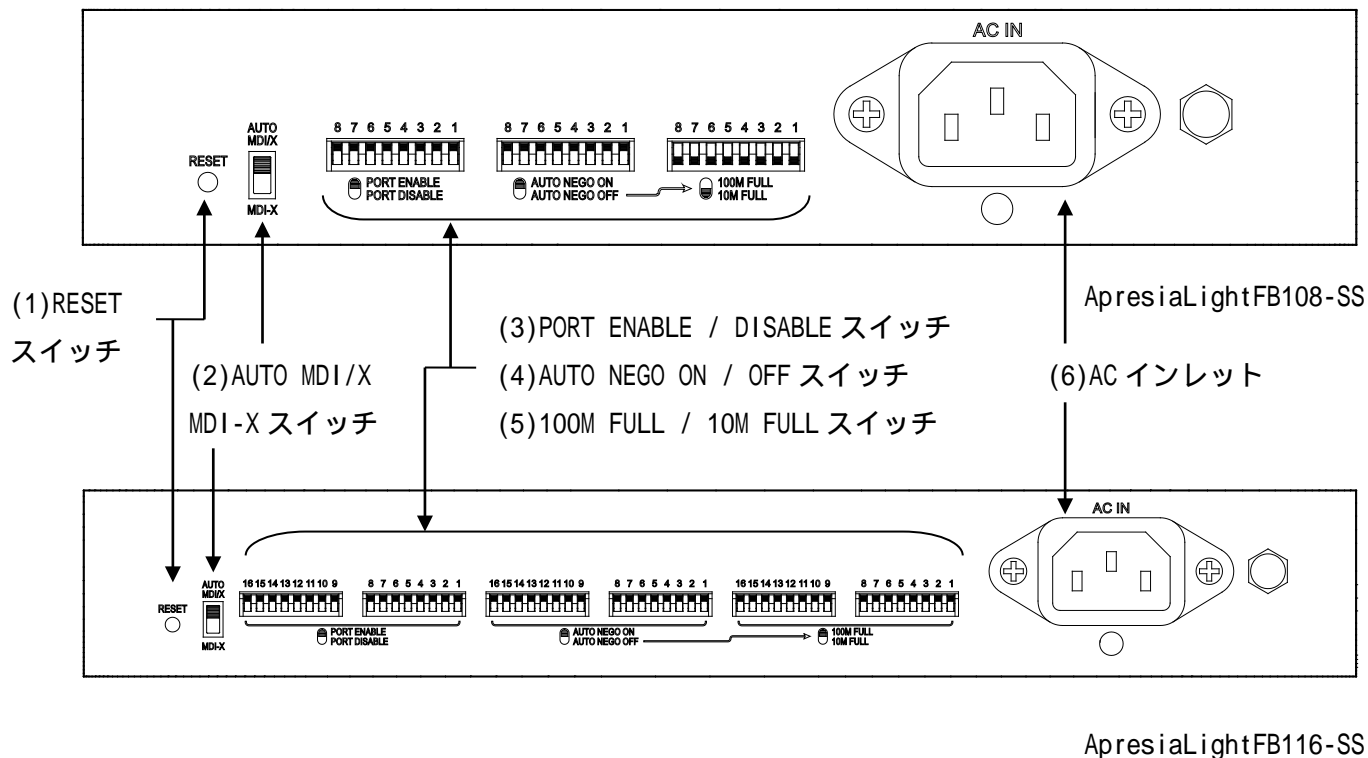 AC IN
AUTO
MDI/X
8 7 6 5 4 3 2 1
8 7 6 5 4 3 2 1
8 7 6 5 4 3 2 1
RESET
PORT ENABLE
PORT DISABLE
AUTO NEGO ON
AUTO NEGO OFF
100M FULL
10M FULL
MDI-X
ApresiaLightFB108-SS
(1)RESET
スイッチ
(2)AUTO MDI/X
MDI-X スイッチ
(3)PORT ENABLE / DISABLE スイッチ
(4)AUTO NEGO ON / OFF スイッチ
(5)100M FULL / 10M FULL スイッチ
(6)AC インレット
AC IN
AUTO
MDI/X
16 15 14 13 12 11 10 9
8 7 6 5 4 3 2 1
16 15 14 13 12 11 10 9
8 7 6 5 4 3 2 1
16 15 14 13 12 11 10 9
8 7 6 5 4 3 2 1
RESET
PORT ENABLE
PORT DISABLE
AUTO NEGO ON
AUTO NEGO OFF
100M FULL
10M FULL
MDI-X
ApresiaLightFB116-SS